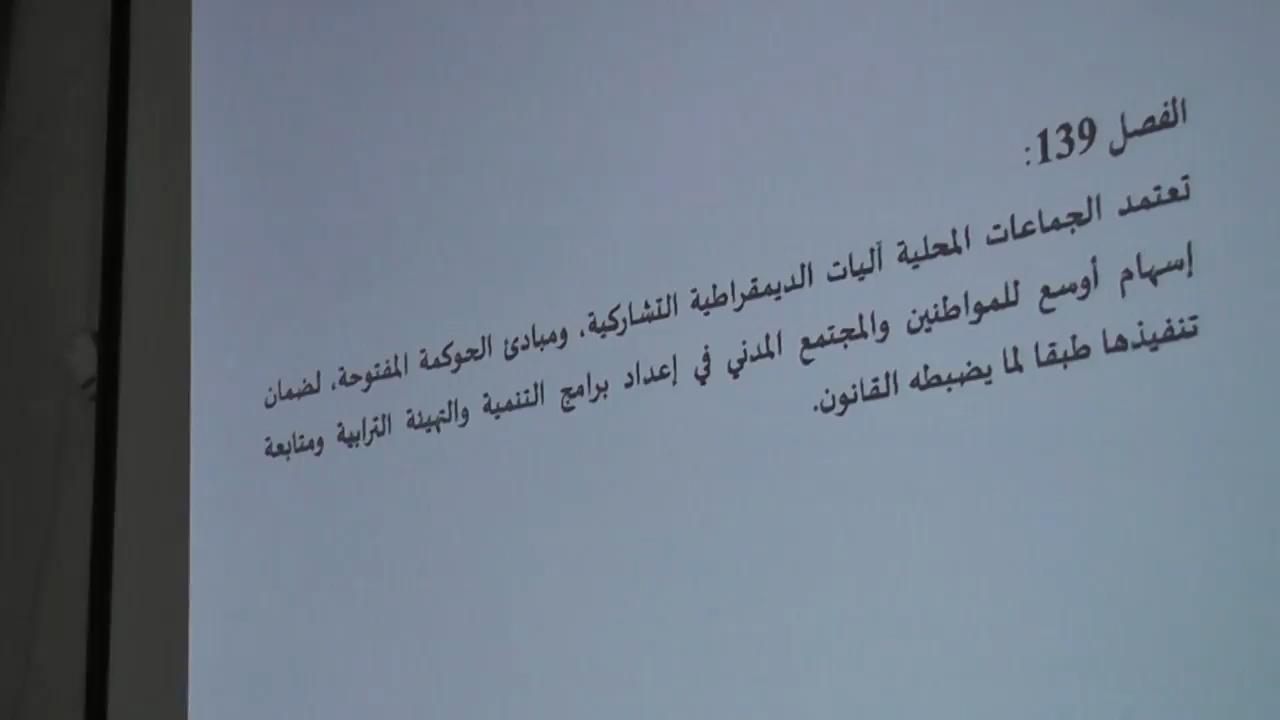 الفصل 139:
تعتمد الجماعات المحلية آليات الديمقراطية التشاركية، ومبادئ الحوكمة المفتوحة، لضمان
إسهام أوسع للمواطنين والمجتمع المدني في إعداد برامج التنمية والتهيئة الترابية ومتابعة
تنفيذها طبقا لما يضبطه القانون.